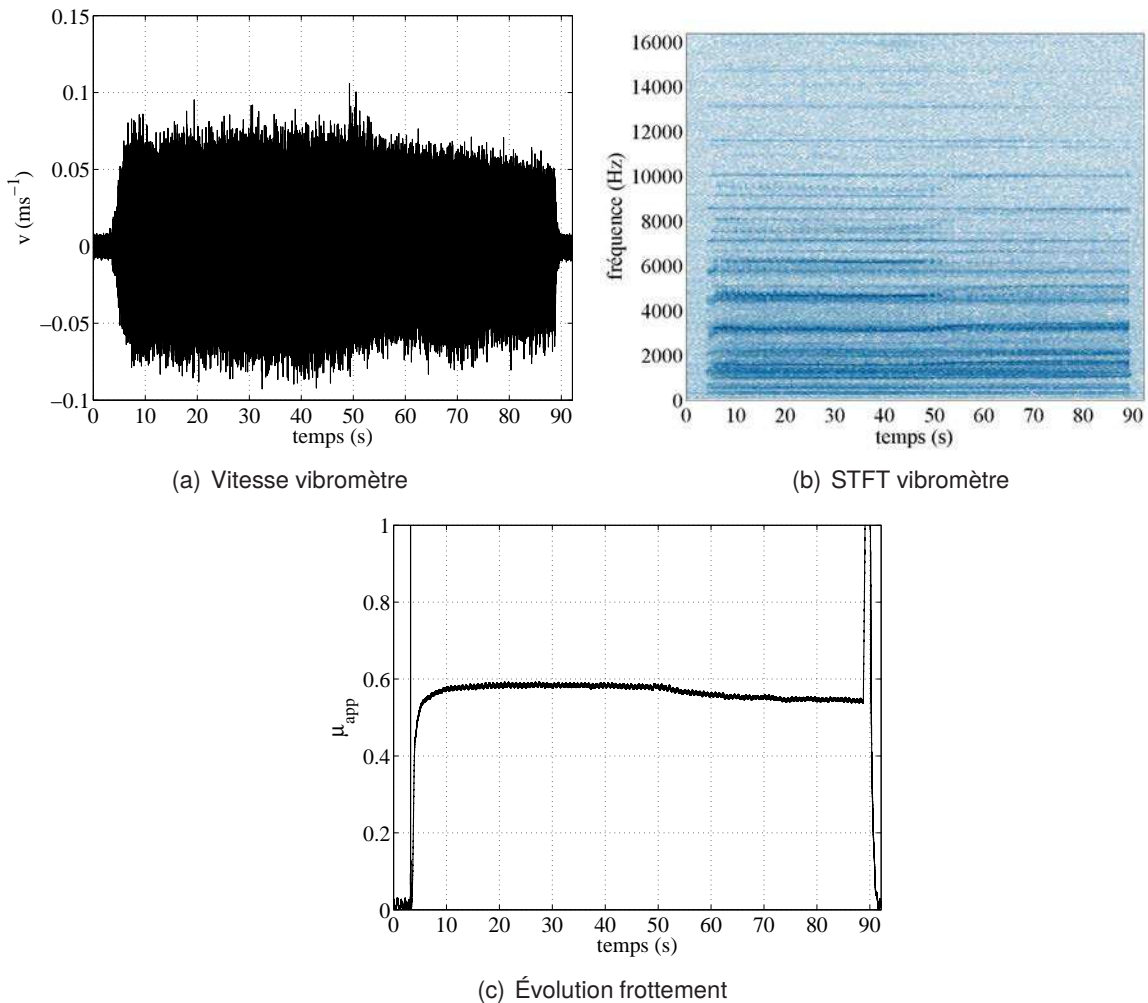 0.15
0.1
0.05
0
−0.05
−0.1
v (ms−1)
0 10 20 30 40 50 60 70 80 90
temps (s)
(a) Vitesse vibromètre
16000
14000
12000
10000
8000
6000
4000
2000
0
fréquence (Hz)
0 10 20 30 40 50 60 70 80 90
temps (s)
(b) STFT vibromètre
1
0.8
0.6
0.4
0.2
0
μapp
0 10 20 30 40 50 60 70 80 90
temps (s)
(c) Évolution frottement